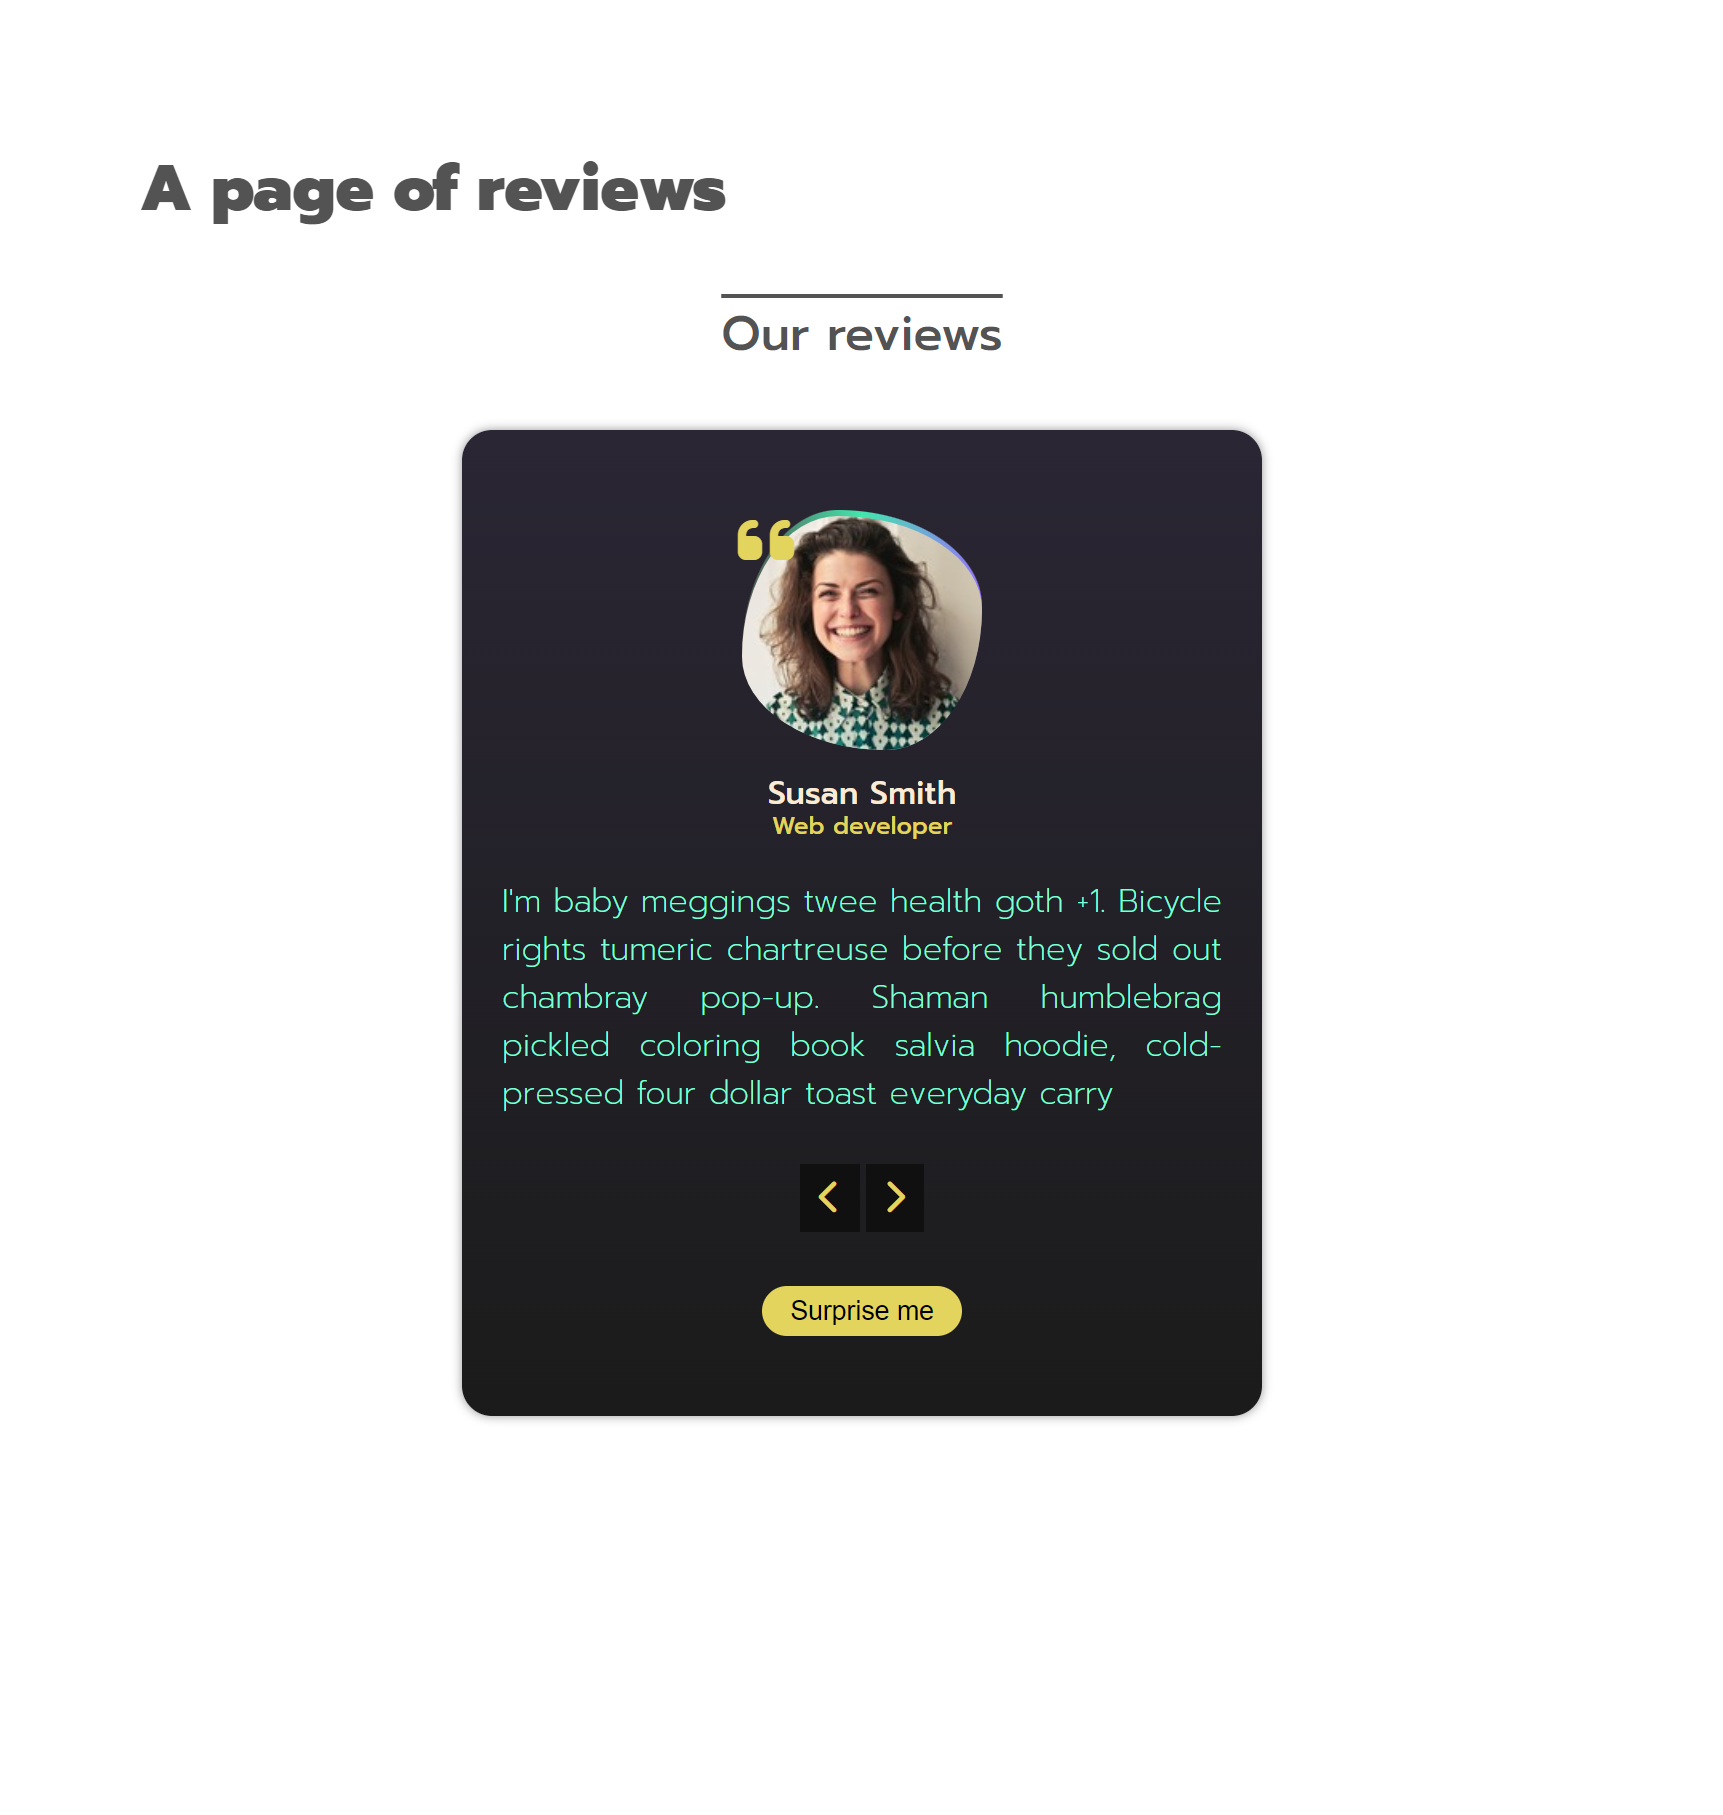 A page of reviews
Our reviews
Susan Smith
Web developer
I'm baby meggings twee health goth +1. Bicycle
rights tumeric chartreuse before they sold out
chambray pop-up. Shaman humblebrag
pickled coloring book salvia hoodie, cold-
pressed four dollar toast everyday carry
Surprise me